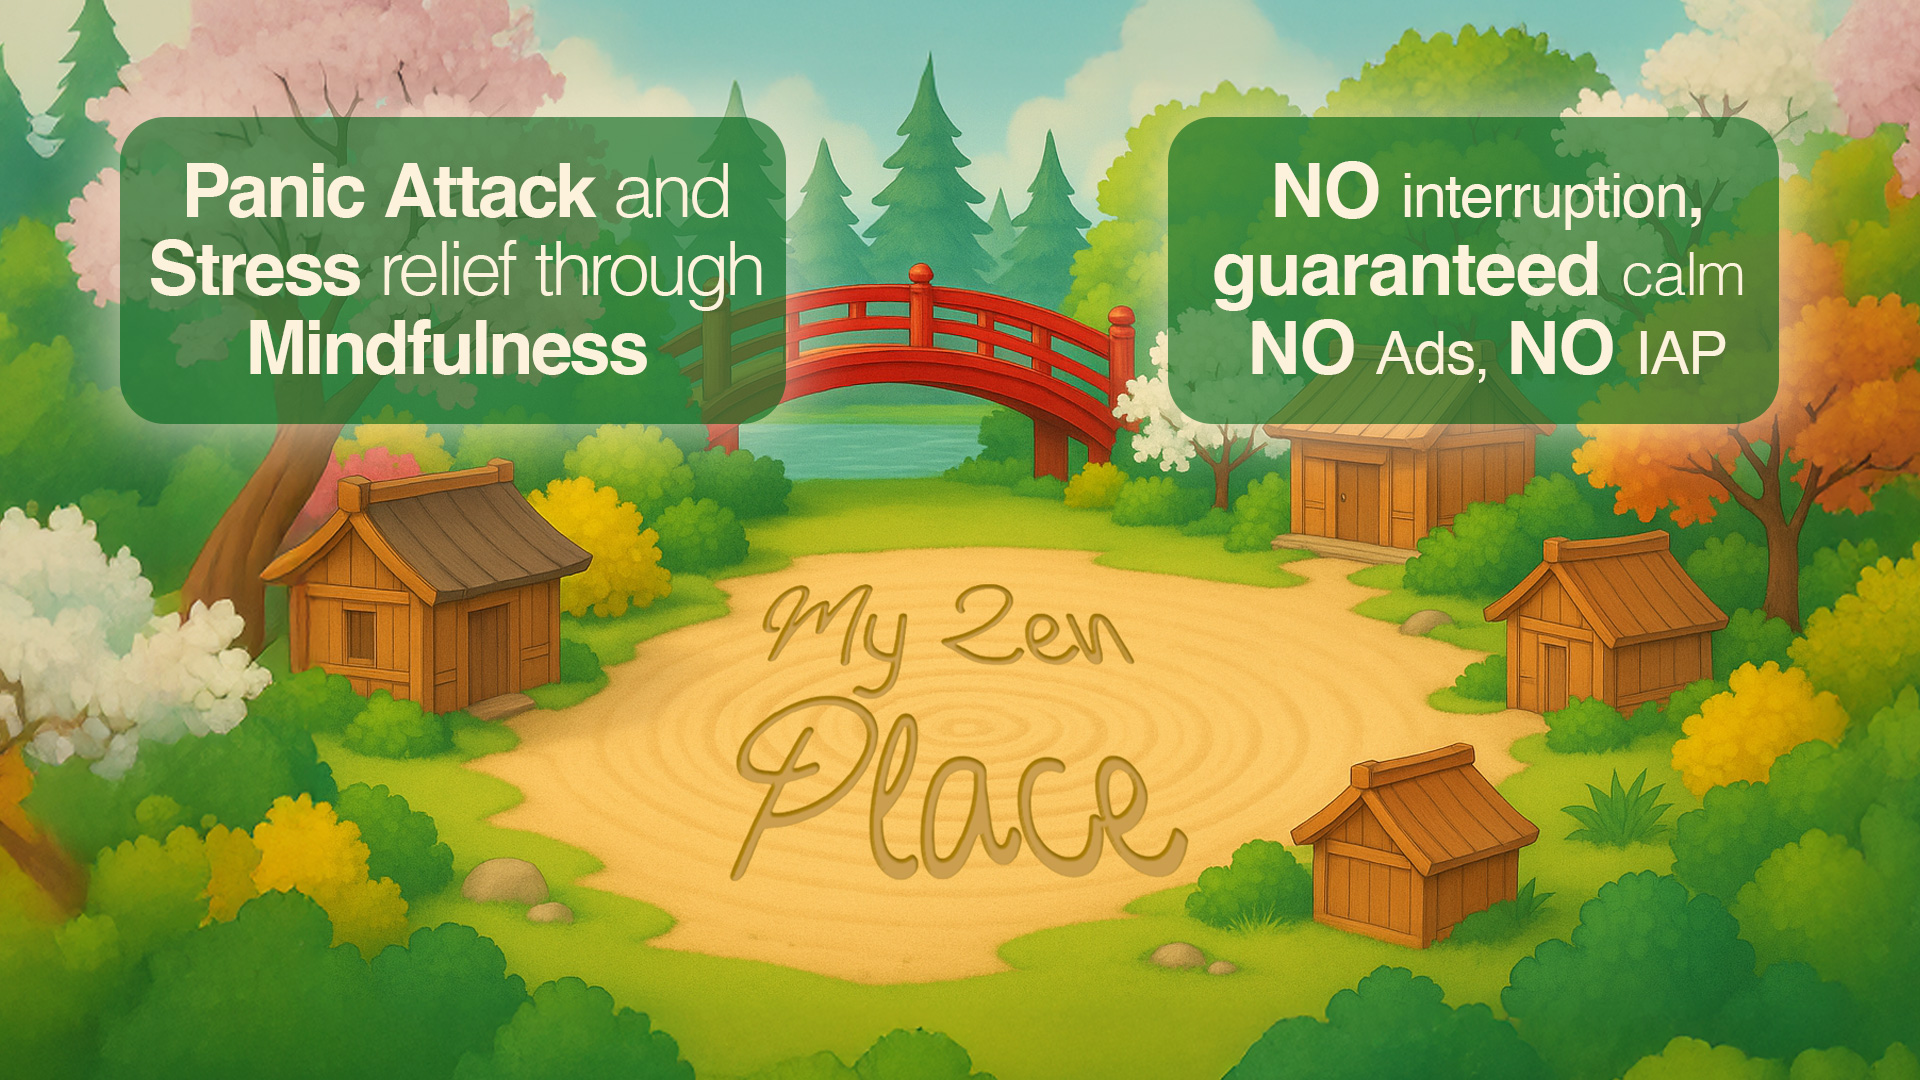 Panic Attack and
Stress relief through
Mindfulness
NO interruption,
guaranteed calm
NO Ads, NO IAP
My Zen
Place